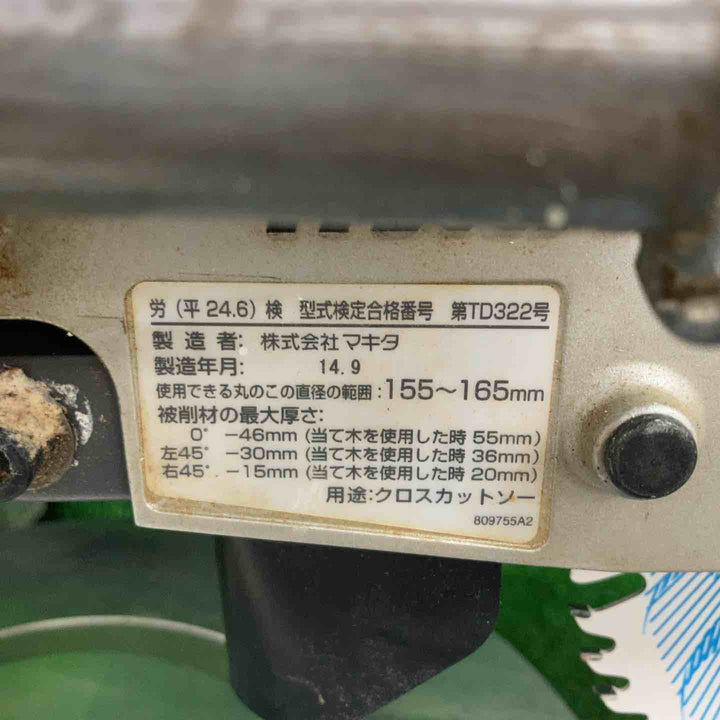 労（平 24.6）検 型式検定合格番号 第TD322号
製造者: 株式会社 マキタ
製造年月: 14.9
使用できる丸のこの直径の範囲: 155～165mm
被削材の最大厚さ:
0° －46mm (当て木を使用した時 55mm)
左45° －30mm (当て木を使用した時 36mm)
右45° －15mm (当て木を使用した時 20mm)
用途:クロスカットソー
809755A2